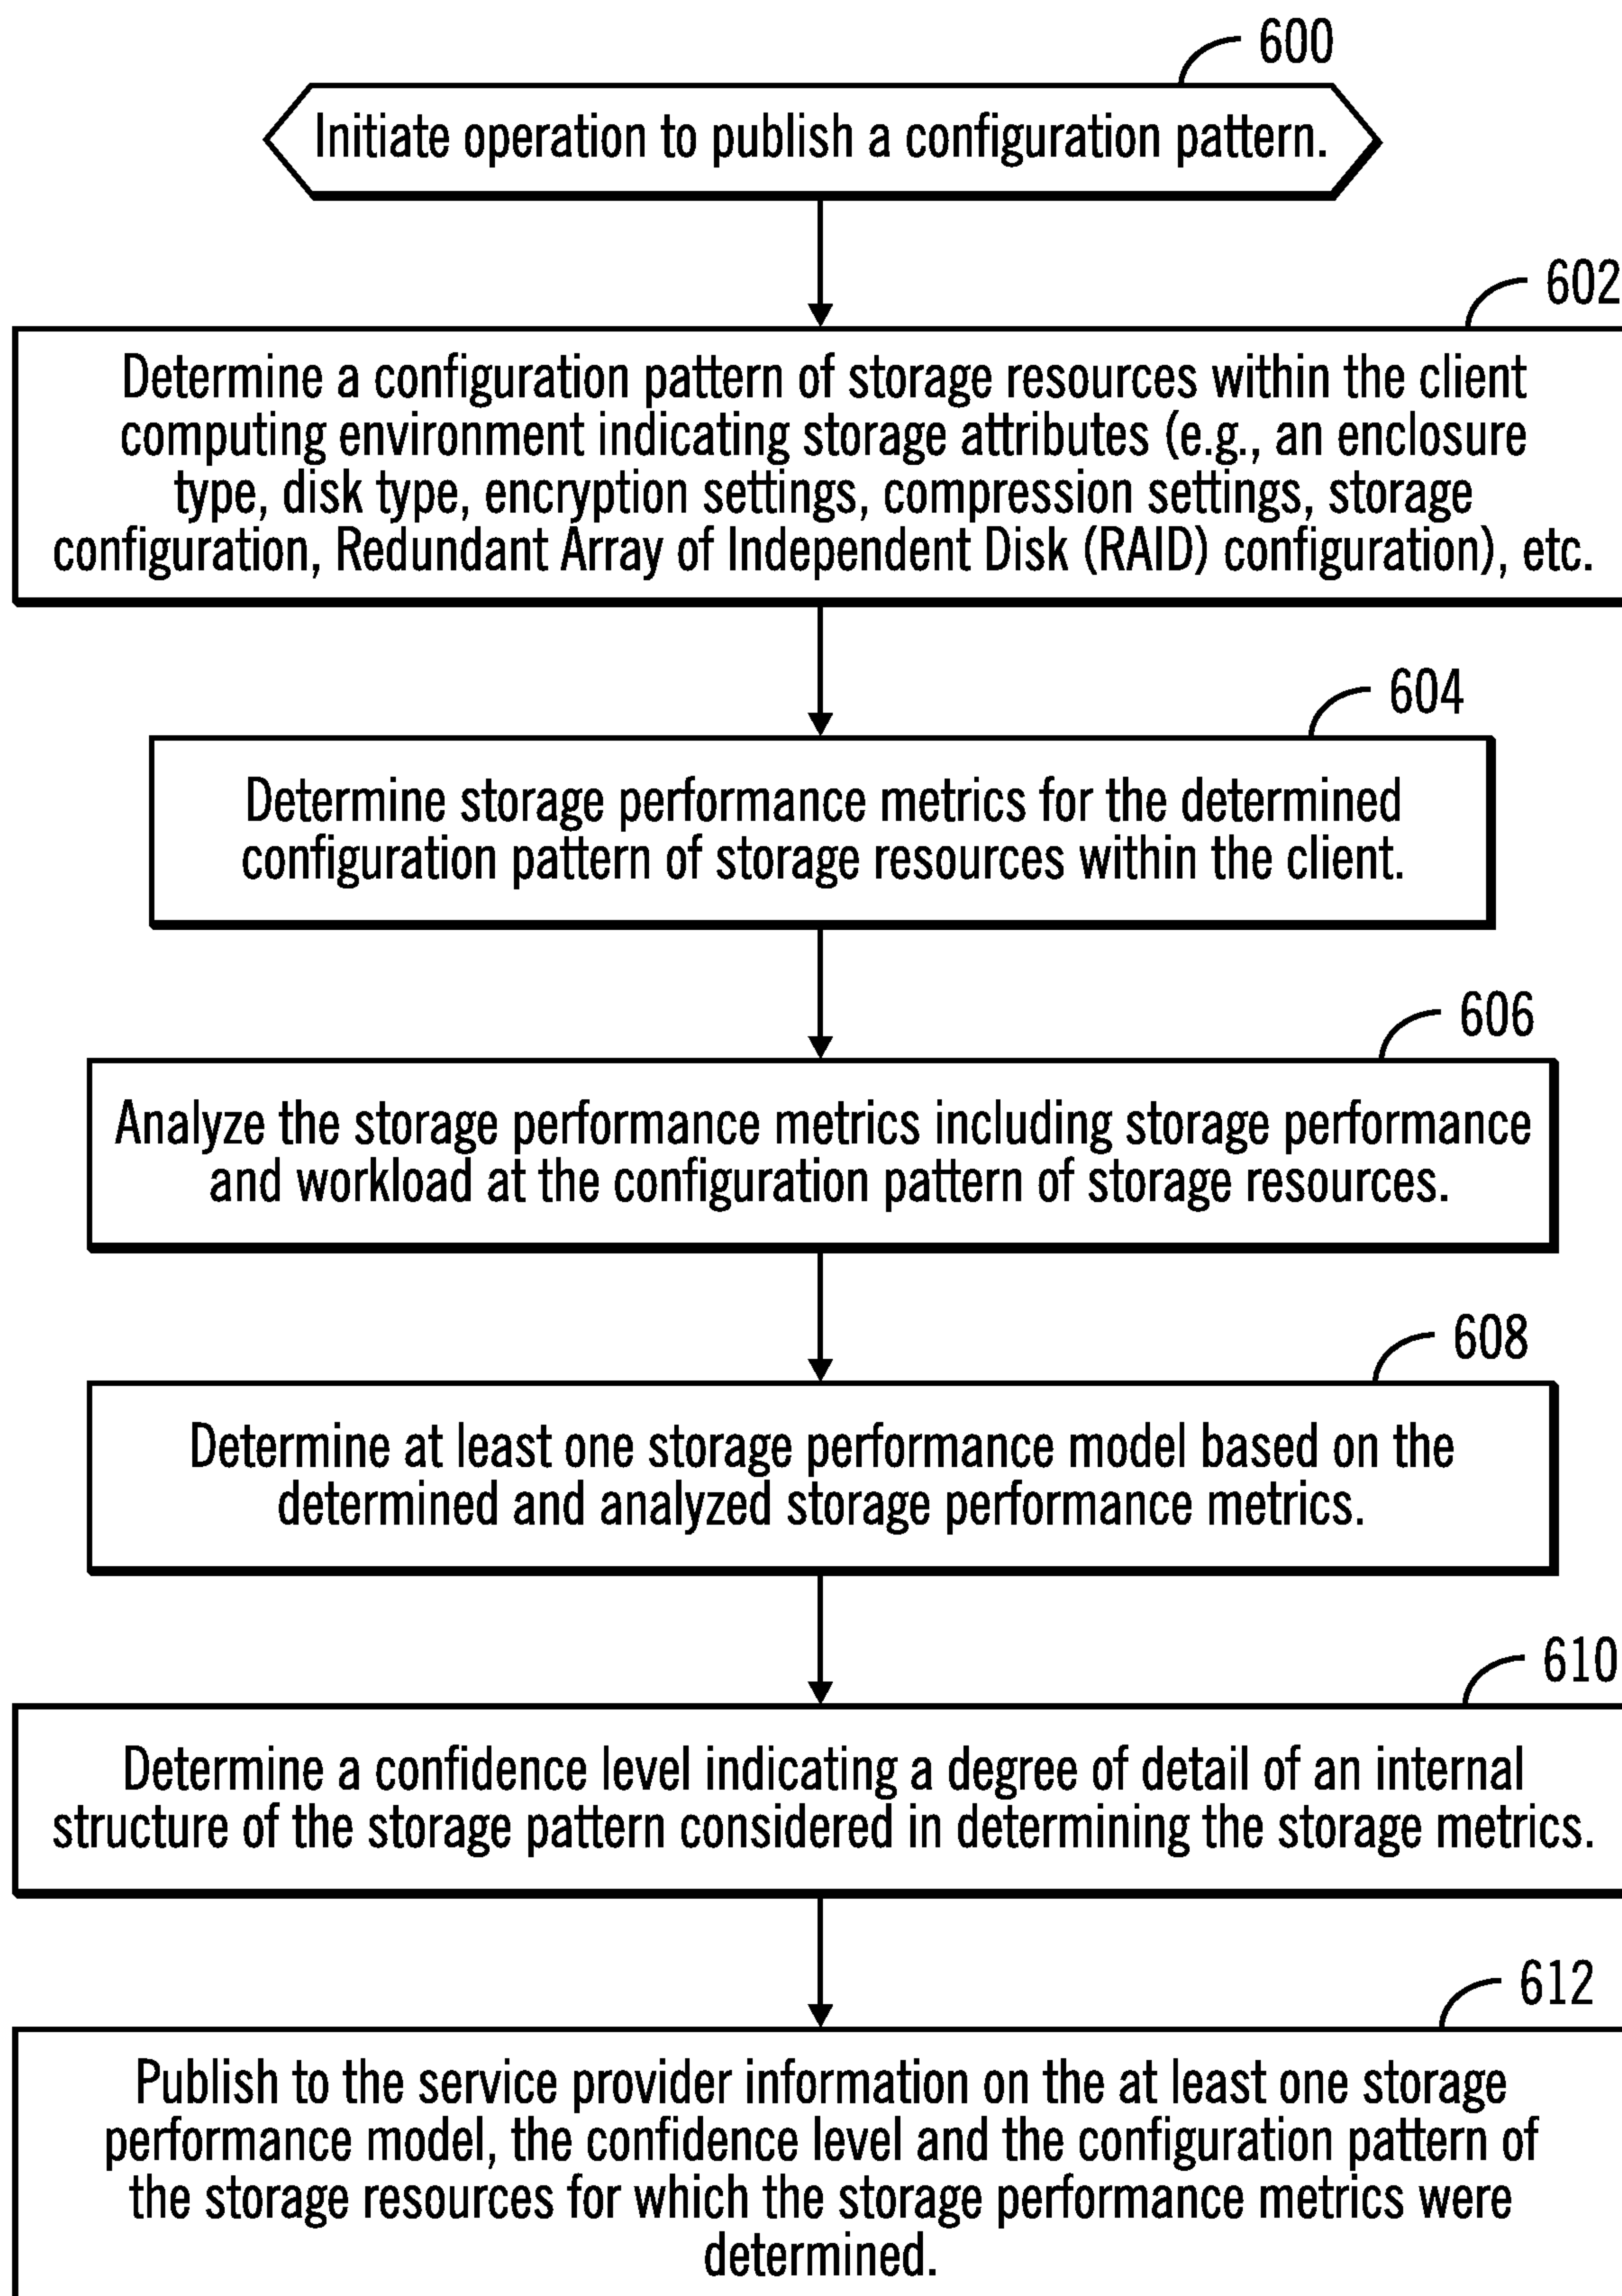 600
Initiate operation to publish a configuration pattern.
602
Determine a configuration pattern of storage resources within the client
computing environment indicating storage attributes (e.g., an enclosure
type, disk type, encryption settings, compression settings, storage
configuration, Redundant Array of Independent Disk (RAID) configuration), etc.
604
Determine storage performance metrics for the determined
configuration pattern of storage resources within the client.
606
Analyze the storage performance metrics including storage performance
and workload at the configuration pattern of storage resources.
608
Determine at least one storage performance model based on the
determined and analyzed storage performance metrics.
610
Determine a confidence level indicating a degree of detail of an internal
structure of the storage pattern considered in determining the storage metrics.
612
Publish to the service provider information on the at least one storage
performance model, the confidence level and the configuration pattern of
the storage resources for which the storage performance metrics were
determined.